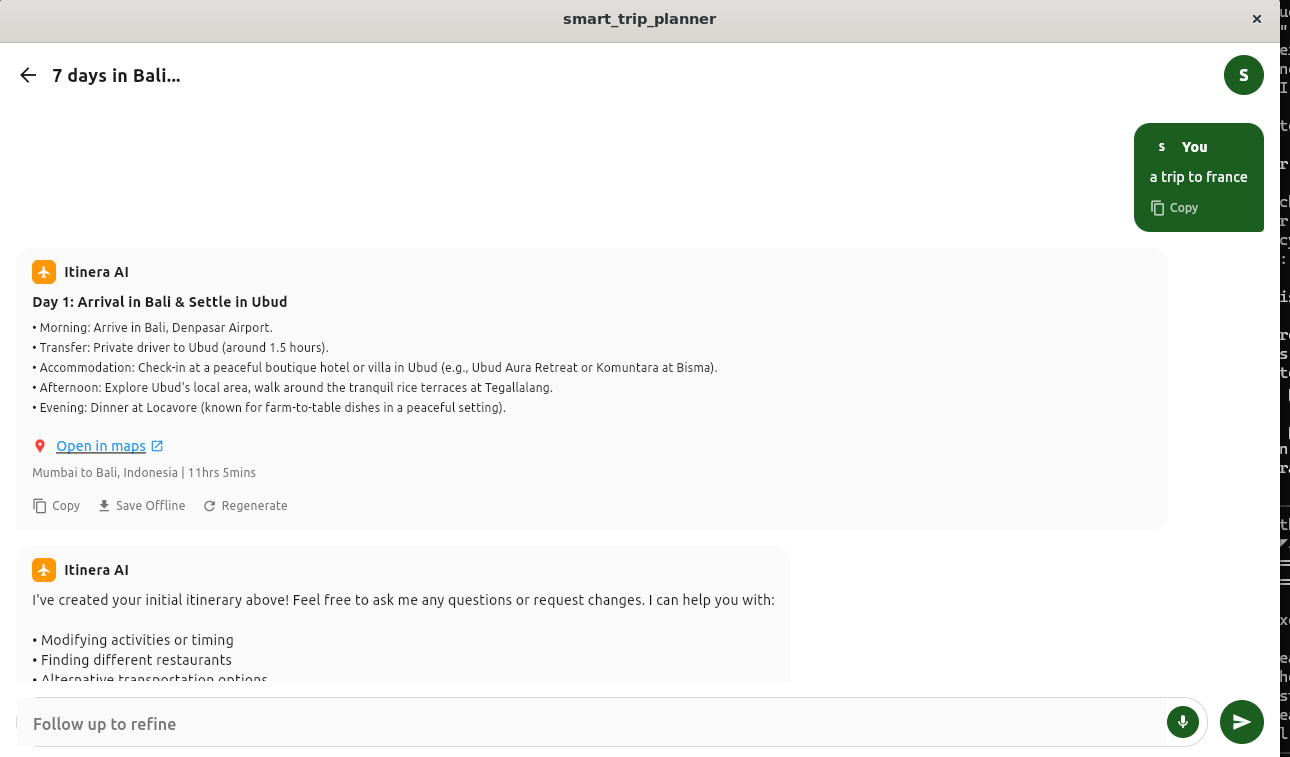 smart_trip_planner
7 days in Bali...
S
S You
a trip to france
Copy
Itinera AI
Day 1: Arrival in Bali & Settle in Ubud
• Morning: Arrive in Bali, Denpasar Airport.
• Transfer: Private driver to Ubud (around 1.5 hours).
• Accommodation: Check-in at a peaceful boutique hotel or villa in Ubud (e.g., Ubud Aura Retreat or Komuntara at Bisma).
• Afternoon: Explore Ubud's local area, walk around the tranquil rice terraces at Tegallalang.
• Evening: Dinner at Locavore (known for farm-to-table dishes in a peaceful setting).
Open in maps
Mumbai to Bali, Indonesia | 11hrs 5mins
Copy Save Offline Regenerate
Itinera AI
I've created your initial itinerary above! Feel free to ask me any questions or request changes. I can help you with:
• Modifying activities or timing
• Finding different restaurants
• Alternative transportation options
Follow up to refine